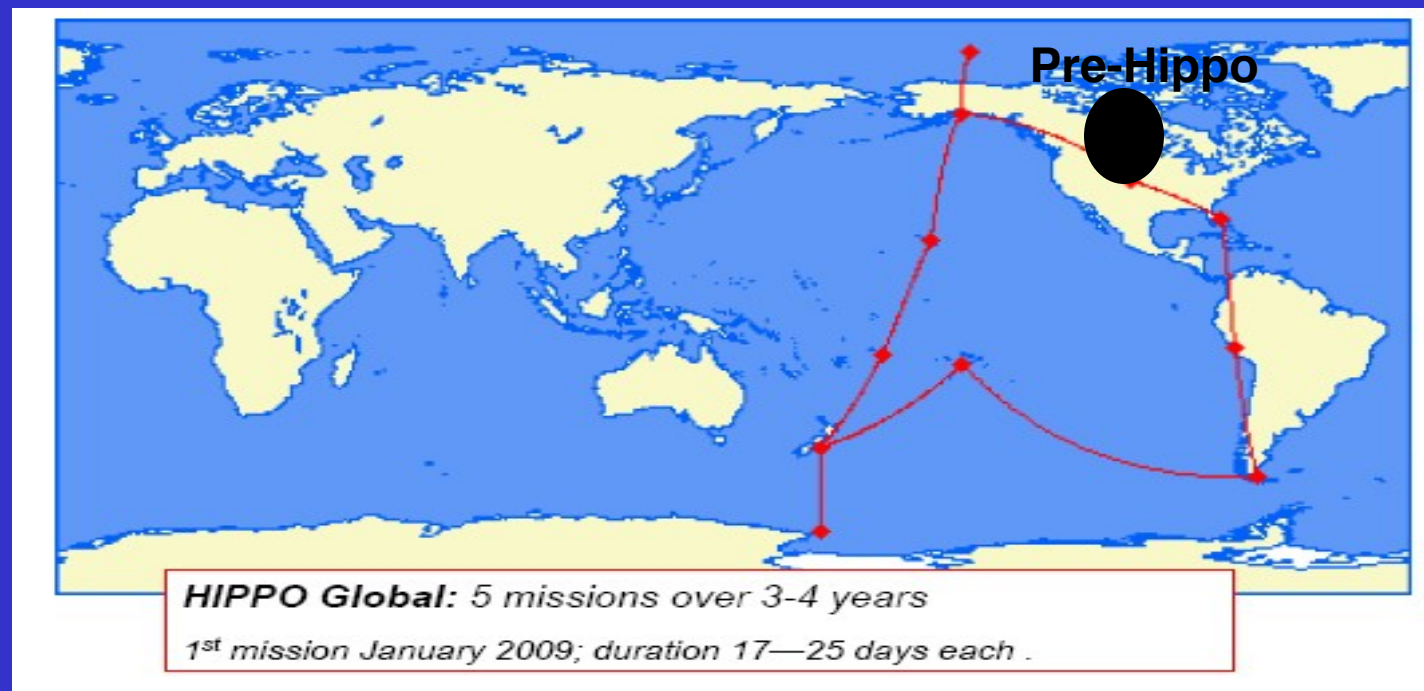 Pre-Hippo
HIPPO Global: 5 missions over 3-4 years
1st mission January 2009; duration 17—25 days each .